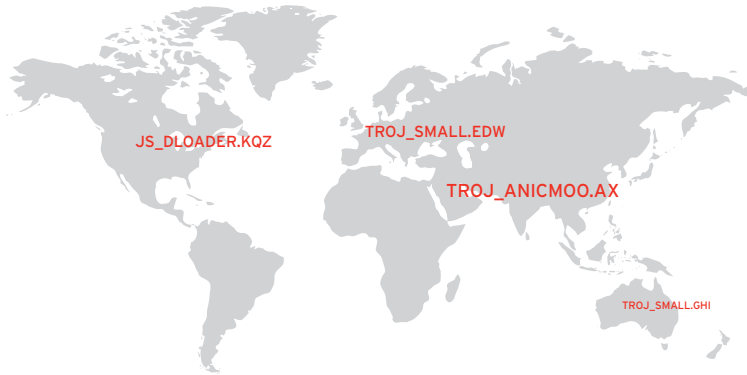 TROJ_SMALL.EDW
JS_DLOADER.KQZ
TROJ_ANICMOO.AX
TROJ_SMALL.GHI